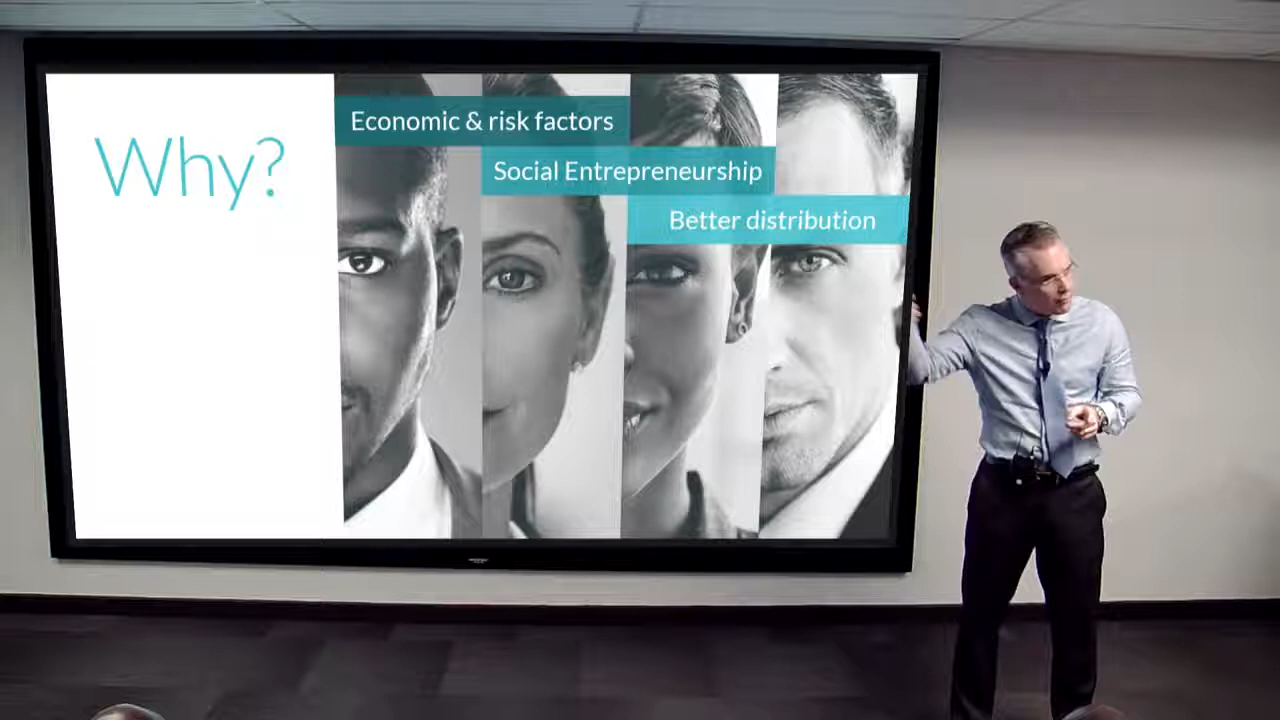 Why?
Economic & risk factors
Social Entrepreneurship
Better distribution